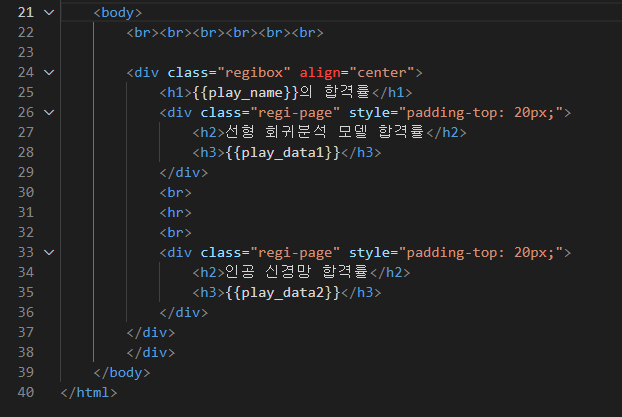 21 <body>
22 <br><br><br><br><br><br>
23
24 <div class="regibox" align="center">
25 <h1>{{play_name}}의 합격률</h1>
26 <div class="regi-page" style="padding-top: 20px;">
27 <h2>선형 회귀분석 모델 합격률</h2>
28 <h3>{{play_data1}}</h3>
29 </div>
30 <br>
31 <hr>
32 <br>
33 <div class="regi-page" style="padding-top: 20px;">
34 <h2>인공 신경망 합격률</h2>
35 <h3>{{play_data2}}</h3>
36 </div>
37 </div>
38 </div>
39 </body>
40 </html>